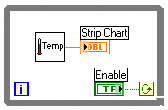 Strip Chart
Temp
DBL
Enable
TF
i